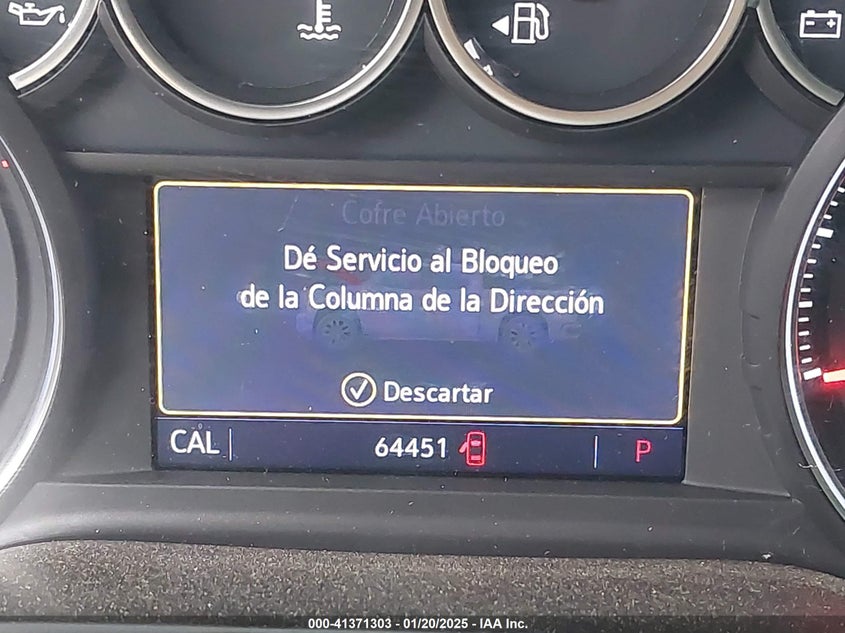 Cofre Abierto
Dé Servicio al Bloqueo
de la Columna de la Dirección
Descartar
CAL
64451
P
000-41371303 - 01/20/2025 - IAA Inc.